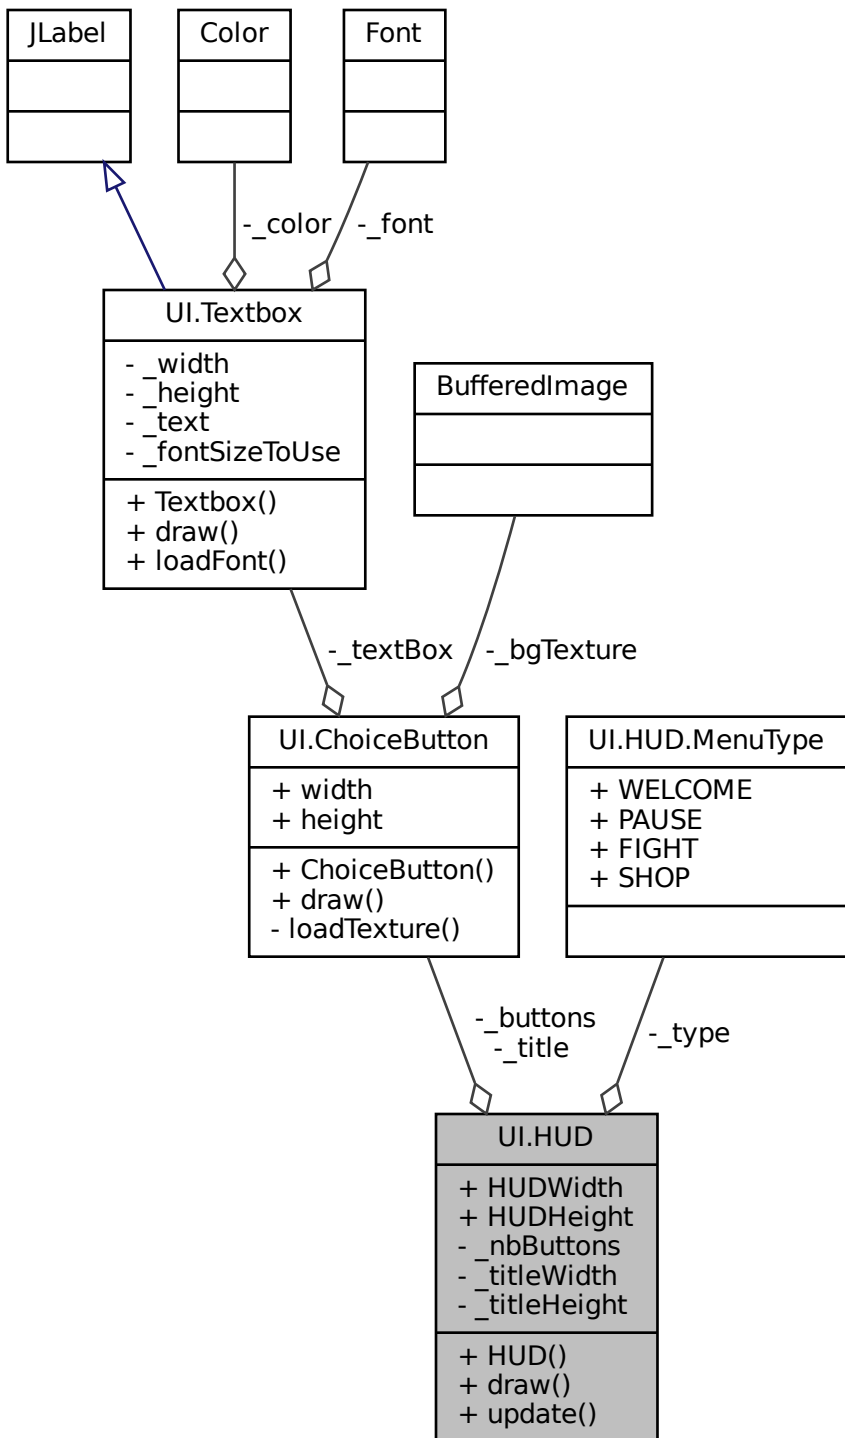 JLabel
Color
Font
-_color
-_font
UI.Textbox
- _width
- _height
- _text
- _fontSizeToUse
+ Textbox()
+ draw()
+ loadFont()
BufferedImage
-_textBox
-_bgTexture
UI.ChoiceButton
+ width
+ height
+ ChoiceButton()
+ draw()
- loadTexture()
UI.HUD.MenuType
+ WELCOME
+ PAUSE
+ FIGHT
+ SHOP
-_buttons
-_title
-_type
UI.HUD
+ HUDWidth
+ HUDHeight
- _nbButtons
- _titleWidth
- _titleHeight
+ HUD()
+ draw()
+ update()